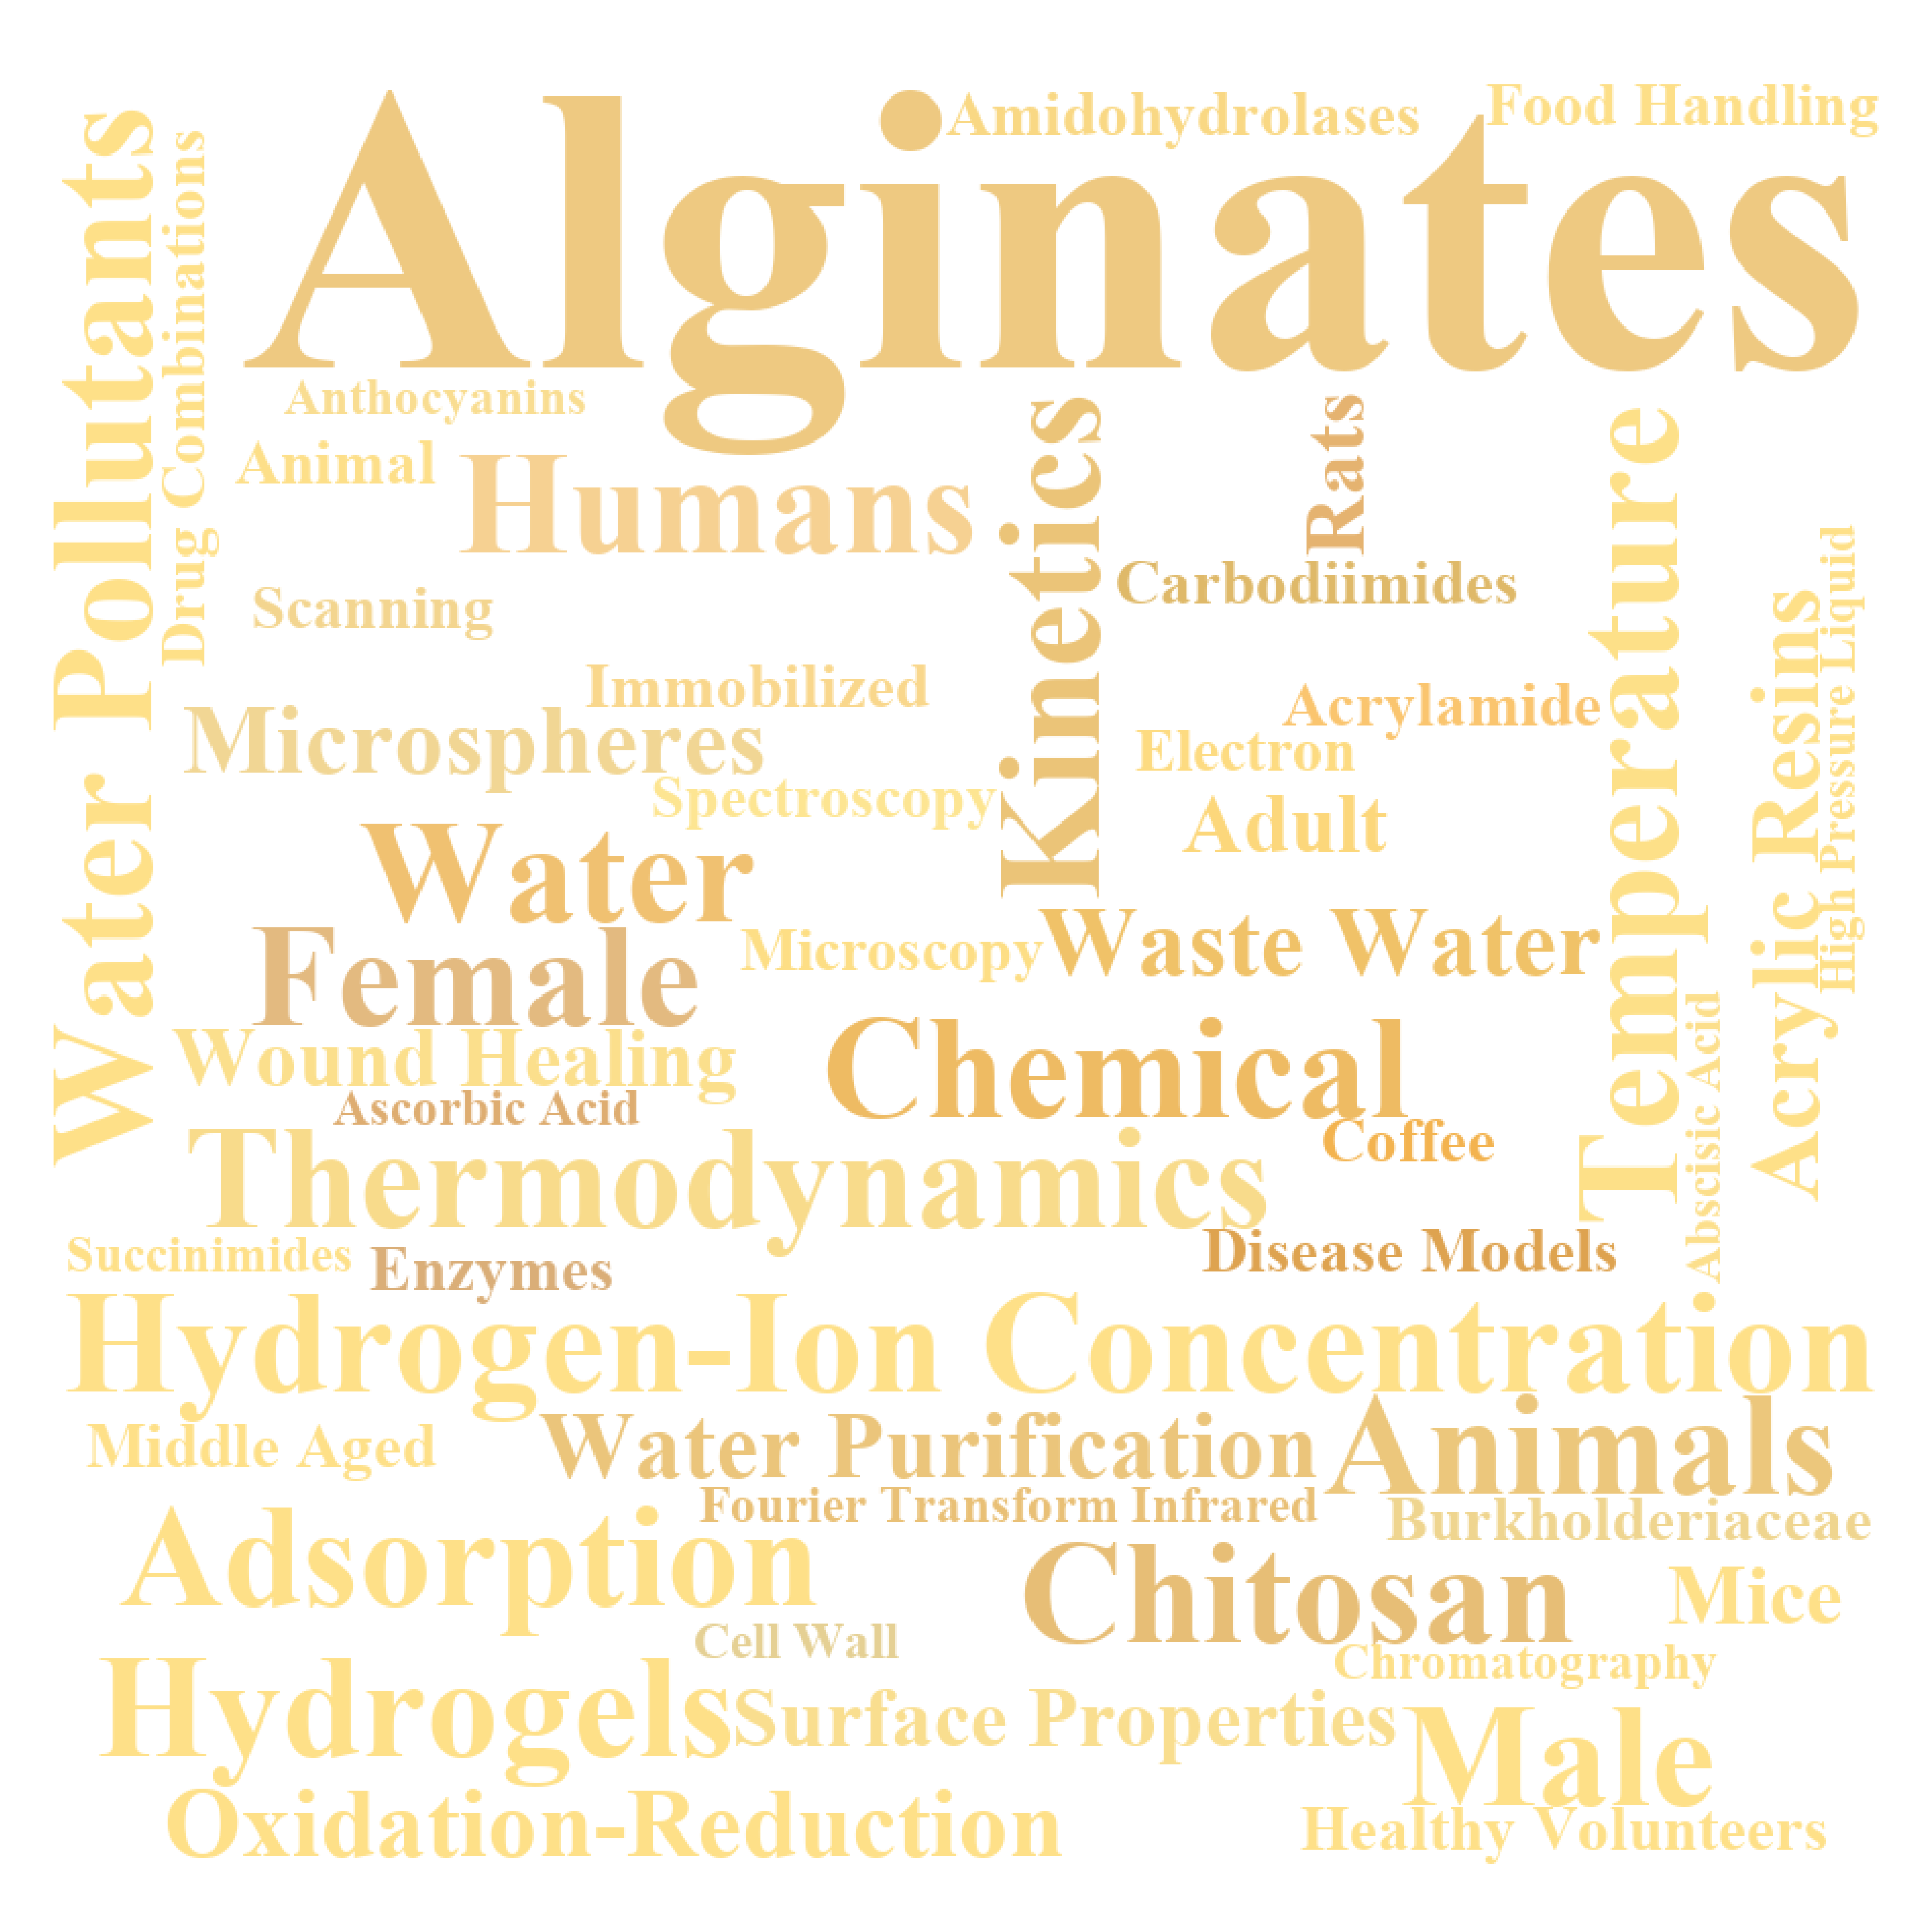 Alginates
Amidohydrolases
Food Handling
Water Pollutants
Drug Combinations
Anthocyanins
Animal
Humans
Kinetics
Rats
Temperature
Scanning
Carbodiimides
High Pressure Liquid
Acrylic Resins
Immobilized
Acrylamide
Microspheres
Electron
Spectroscopy
Adult
Water
Female
Microscopy
Waste Water
Wound Healing
Chemical
Ascorbic Acid
Coffee
Abscisic Acid
Thermodynamics
Succinimides
Enzymes
Disease Models
Hydrogen-Ion Concentration
Middle Aged
Water Purification
Animals
Fourier Transform Infrared
Burkholderiaceae
Adsorption
Chitosan
Mice
Cell Wall
Chromatography
Hydrogels
Surface Properties
Male
Oxidation-Reduction
Healthy Volunteers